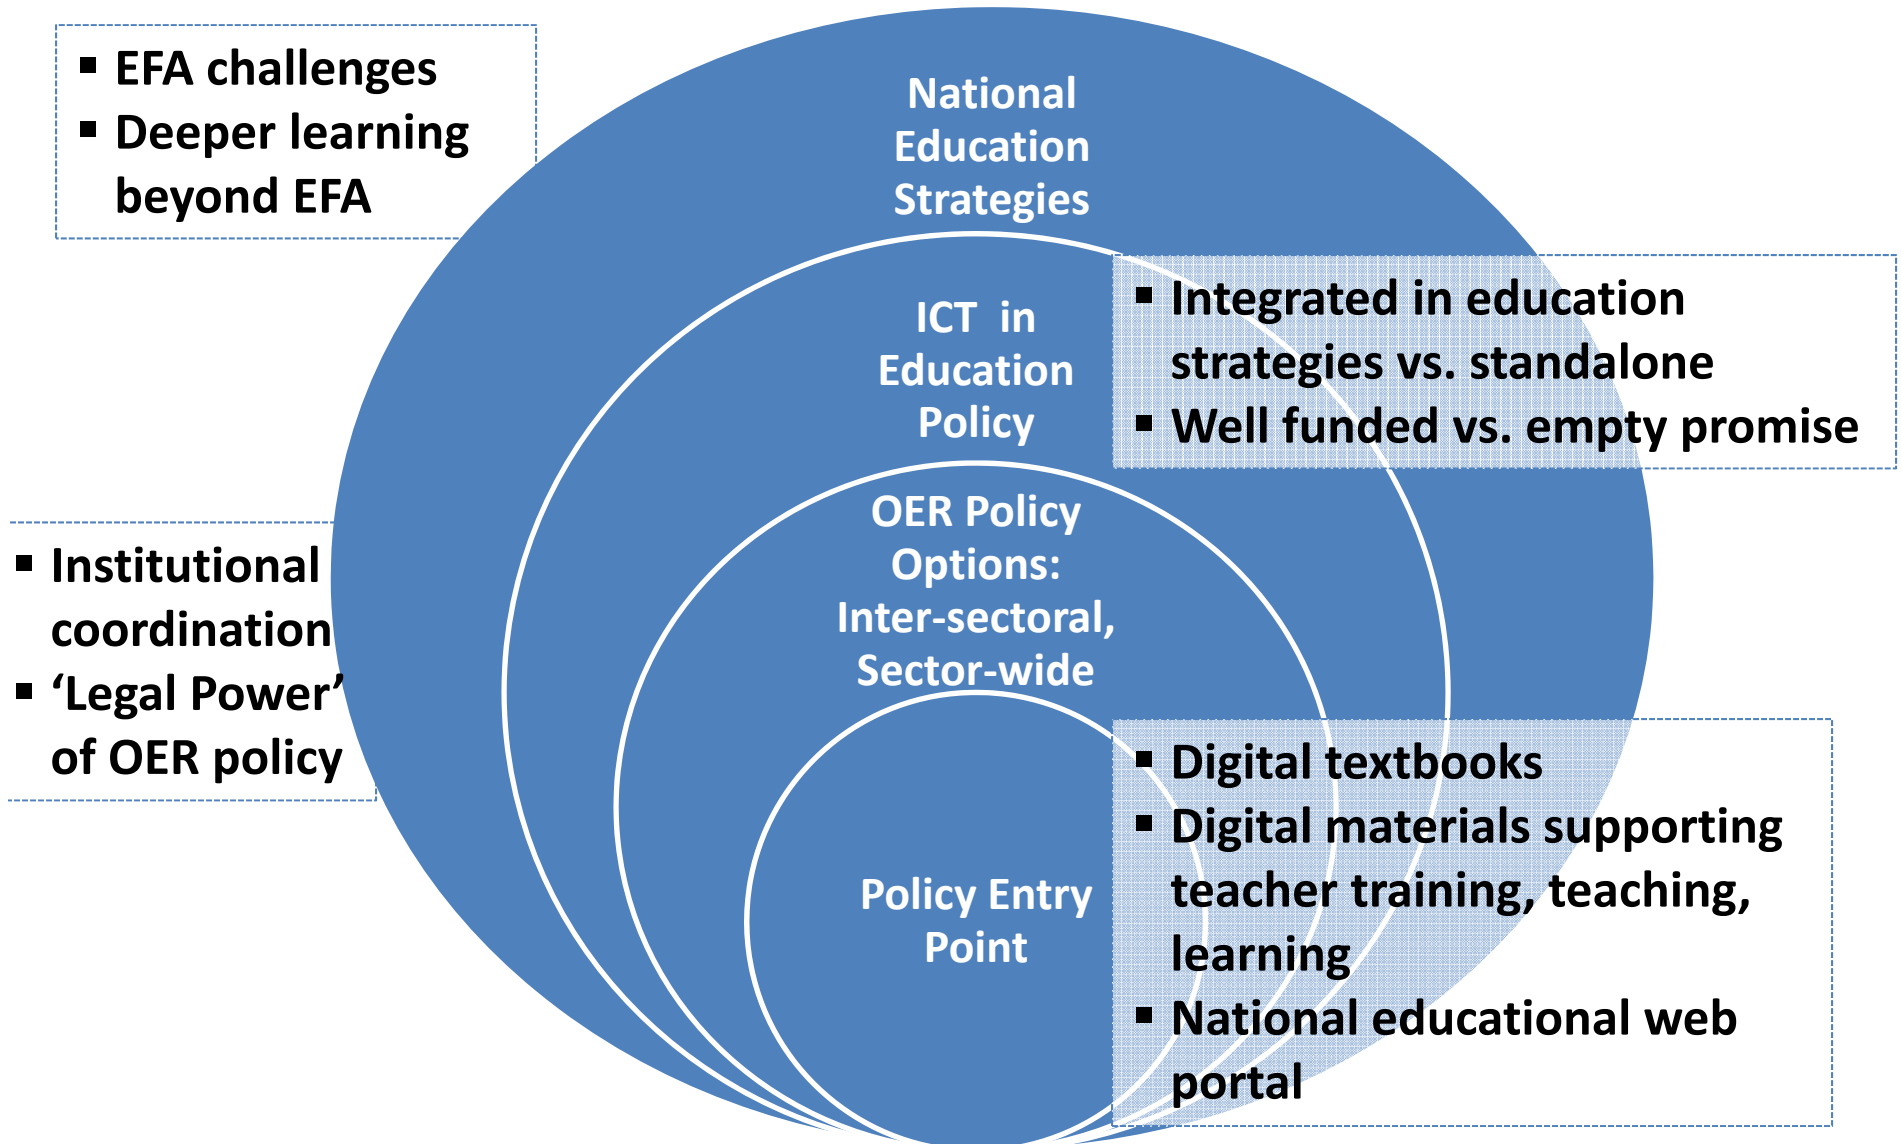 ▪ EFA challenges
▪ Deeper learning
beyond EFA
National
Education
Strategies
ICT in
Education
Policy
▪ Integrated in education
strategies vs. standalone
▪ Well funded vs. empty promise
OER Policy
Options:
Inter-sectoral,
Sector-wide
▪ Institutional
coordination
▪ ‘Legal Power’
of OER policy
Policy Entry
Point
▪ Digital textbooks
▪ Digital materials supporting
teacher training, teaching,
learning
▪ National educational web
portal